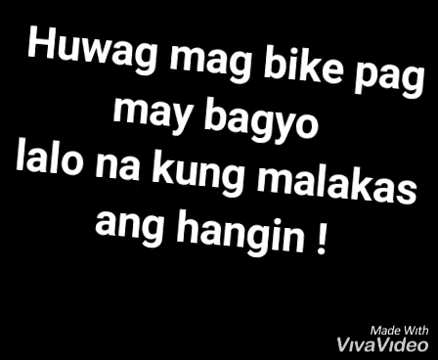 Huwag mag bike pag
may bagyo
lalo na kung malakas
ang hangin !
Made With
VivaVideo